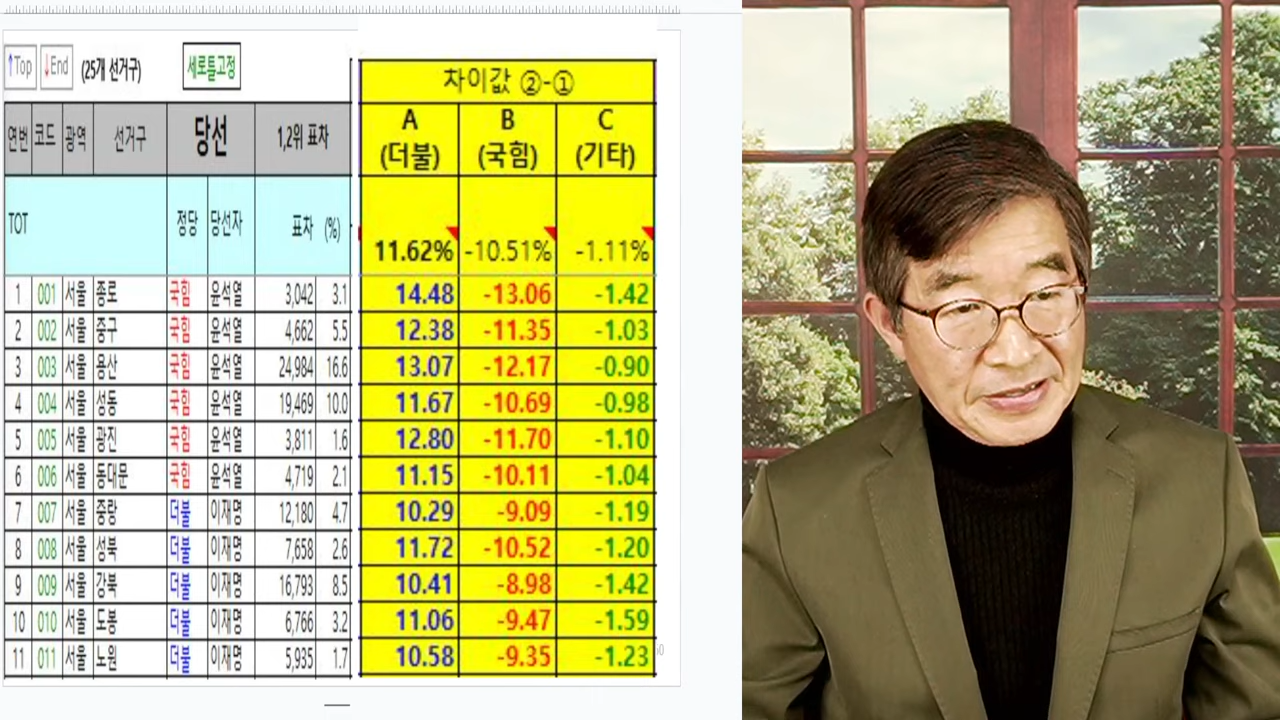 ↑Top ↓End (25개 선거구) 세로틀고정
차이값 ②-①
연번 코드 광역 선거구 당선 1,2위 표차 A (더불) B (국힘) C (기타)
TOT 정당 당선자 표차 (%) 11.62% -10.51% -1.11%
1 001 서울 종로 국힘 윤석열 3,042 3.1 14.48 -13.06 -1.42
2 002 서울 중구 국힘 윤석열 4,662 5.5 12.38 -11.35 -1.03
3 003 서울 용산 국힘 윤석열 24,984 16.6 13.07 -12.17 -0.90
4 004 서울 성동 국힘 윤석열 19,469 10.0 11.67 -10.69 -0.98
5 005 서울 광진 국힘 윤석열 3,811 1.6 12.80 -11.70 -1.10
6 006 서울 동대문 국힘 윤석열 4,719 2.1 11.15 -10.11 -1.04
7 007 서울 중랑 더불 이재명 12,180 4.7 10.29 -9.09 -1.19
8 008 서울 성북 더불 이재명 7,658 2.6 11.72 -10.52 -1.20
9 009 서울 강북 더불 이재명 16,793 8.5 10.41 -8.98 -1.42
10 010 서울 도봉 더불 이재명 6,766 3.2 11.06 -9.47 -1.59
11 011 서울 노원 더불 이재명 5,935 1.7 10.58 -9.35 -1.23